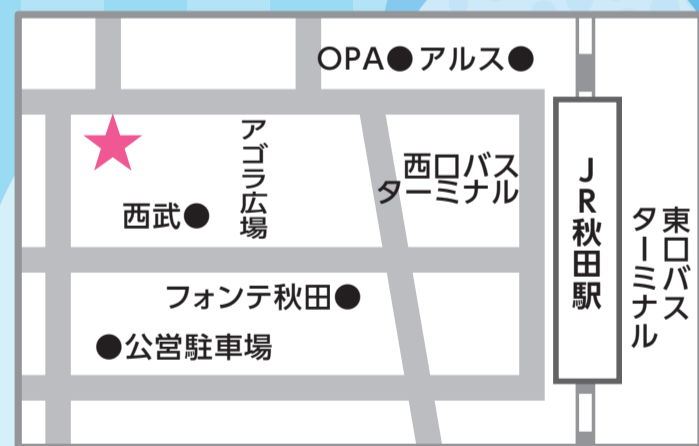 OPA●アルス●
アゴラ広場
西口バス
ターミナル
西武●
JR秋田駅
東口バス
ターミナル
フォンテ秋田●
●公営駐車場